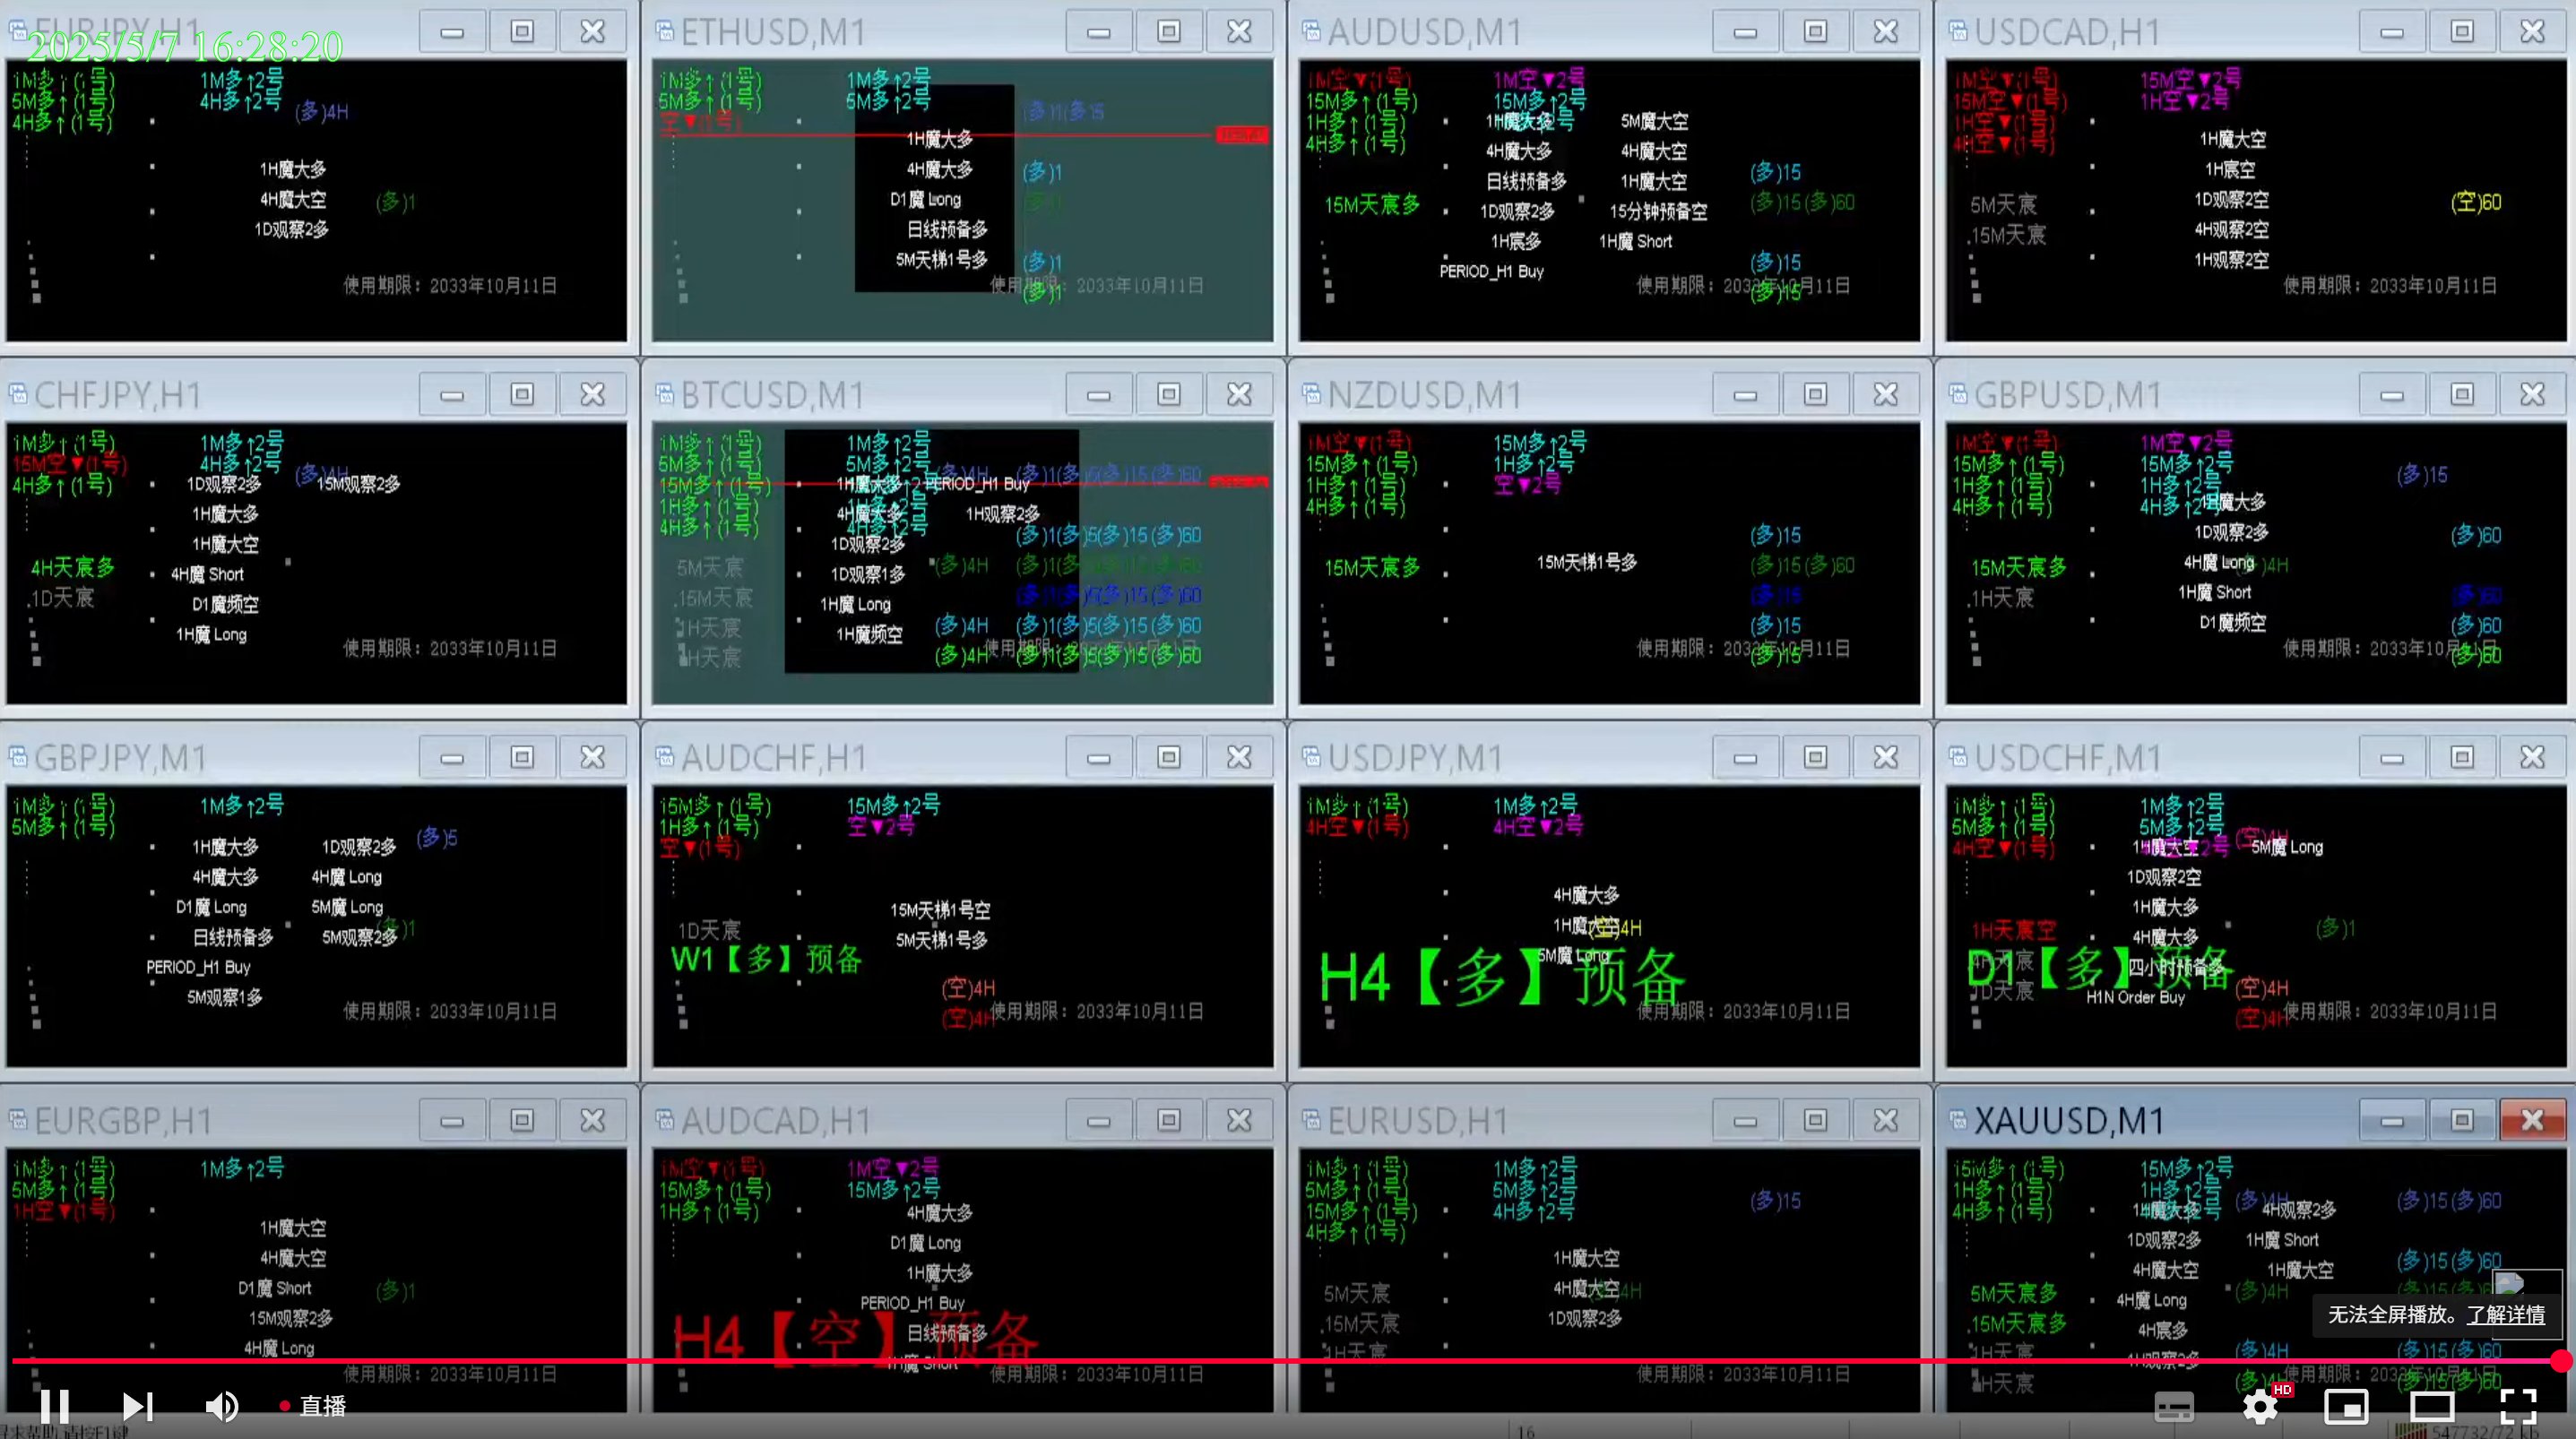 EURJPY,H1
2025/5/7 16:28:20
1M多↑(1号)
5M多↑(1号)
4H多↑(1号)
1M多↑2号
4H多↑2号
(多)4H
1H魔大多
4H魔大空
1D观察2多
(多)1
使用期限：2033年10月11日
ETHUSD,M1
1M多↑(1号)
5M多↑(1号)
空▼(1号)
1M多↑2号
5M多↑2号
1H魔大多
4H魔大多
D1魔 Long
日线预备多
5M天梯1号多
(多)1
(多)1
(多)1
(多)1
使用期限：2033年10月11日
AUDUSD,M1
1M空▼(1号)
15M多↑(1号)
1H多↑(1号)
4H多↑(1号)
1M空▼2号
15M多↑2号
1H魔大多
4H魔大多
日线预备多
1D观察2多
1H宸多
PERIOD_H1 Buy
5M魔大空
4H魔大空
1H魔大空
15分钟预备空
1H魔 Short
15M天宸多
(多)15
(多)15(多)60
(多)15
(多)15
使用期限：2033年10月11日
USDCAD,H1
1M空▼(1号)
15M空▼(1号)
1H空▼(1号)
4H空▼(1号)
15M空▼2号
1H空▼2号
1H魔大空
1H宸空
1D观察2空
4H观察2空
1H观察2空
5M天宸
15M天宸
(空)60
使用期限：2033年10月11日
CHFJPY,H1
1M多↑(1号)
15M空▼(1号)
4H多↑(1号)
1M多↑2号
4H多↑2号
(多)4H
1D观察2多
15M观察2多
1H魔大多
1H魔大空
4H魔 Short
D1魔频空
1H魔 Long
4H天宸多
1D天宸
使用期限：2033年10月11日
BTCUSD,M1
1M多↑(1号)
5M多↑(1号)
15M多↑(1号)
1H多↑(1号)
4H多↑(1号)
1M多↑2号
5M多↑2号
4H多↑2号
1H魔大多
PERIOD_H1 Buy
4H魔大多
1H观察2多
1D观察2多
1D观察1多
1H魔 Long
1H魔频空
5M天宸
15M天宸
1H天宸
H天宸
(多)4H
(多)1(多)5(多)15(多)60
(多)1(多)5(多)15(多)60
(多)4H
(多)1(多)5(多)15(多)60
(多)4H (多)1(多)5(多)15(多)60
(多)4H (多)1(多)5(多)15(多)60
NZDUSD,M1
1M空▼(1号)
15M多↑(1号)
1H多↑(1号)
4H多↑(1号)
15M多↑2号
1H多↑2号
空▼2号
15M天梯1号多
15M天宸多
(多)15
(多)15(多)60
(多)15
(多)15
(多)15
使用期限：2033年10月11日
GBPUSD,M1
1M空▼(1号)
15M多↑(1号)
1H多↑(1号)
4H多↑(1号)
1M空▼2号
15M多↑2号
1H多↑2号
4H多↑2号
(多)15
1H魔大多
1D观察2多
4H魔 Long
1H魔 Short
D1魔频空
15M天宸多
1H天宸
(多)60
(多)4H
(多)60
(多)60
(多)60
使用期限：2033年10月11日
GBPJPY,M1
1M多↑(1号)
5M多↑(1号)
1M多↑2号
(多)5
1H魔大多
4H魔大多
D1魔 Long
日线预备多
PERIOD_H1 Buy
5M观察1多
1D观察2多
4H魔 Long
5M魔 Long
5M观察2多
(多)1
使用期限：2033年10月11日
AUDCHF,H1
15M多↑(1号)
1H多↑(1号)
空▼(1号)
15M多↑2号
空▼2号
15M天梯1号空
5M天梯1号多
1D天宸
W1【多】预备
(空)4H
(空)4H
使用期限：2033年10月11日
USDJPY,M1
1M多↑(1号)
4H空▼(1号)
1M多↑2号
4H空▼2号
4H魔大多
1H魔大空
(空)4H
5M魔 Long
H4【多】预备
使用期限：2033年10月11日
USDCHF,M1
1M多↑(1号)
5M多↑(1号)
4H空▼(1号)
1M多↑2号
5M多↑2号
(空)4H
1H魔大空
5M魔 Long
1D观察2空
1H魔大多
4H魔大多
四小时预备多
H1N Order Buy
1H天宸空
4H天宸
1D天宸
D1【多】预备
(多)1
(空)4H
(空)4H
使用期限：2033年10月11日
EURGBP,H1
1M多↑(1号)
5M多↑(1号)
1H空▼(1号)
1M多↑2号
1H魔大空
4H魔大空
D1魔 Short
15M观察2多
4H魔 Long
(多)1
使用期限：2033年10月11日
AUDCAD,H1
1M空▼(1号)
15M多↑(1号)
1H多↑(1号)
1M空▼2号
15M多↑2号
4H魔大多
D1魔 Long
1H魔大多
PERIOD_H1 Buy
日线预备多
1H魔 Short
H4【空】预备
使用期限：2033年10月11日
EURUSD,H1
1M多↑(1号)
5M多↑(1号)
15M多↑(1号)
4H多↑(1号)
1M多↑2号
5M多↑2号
4H多↑2号
(多)15
1H魔大空
4H魔大空
1D观察2多
5M天宸
15M天宸
1H天宸
使用期限：2033年10月11日
XAUUSD,M1
15M多↑(1号)
1H多↑(1号)
4H多↑(1号)
15M多↑2号
1H多↑2号
4H多↑2号
(多)4H
(多)15(多)60
1H魔大多
4H观察2多
1D观察2多
1H魔 Short
4H魔大空
1H魔大空
4H魔 Long
4H宸多
1H观察2多
5M天宸多
15M天宸多
1H天宸
H天宸
(多)15(多)60
(多)4H
(多)4H
(多)15(多)60
使用期限：2033年10月11日
无法全屏播放。了解详情
直播
HD
16
547732/72 kb